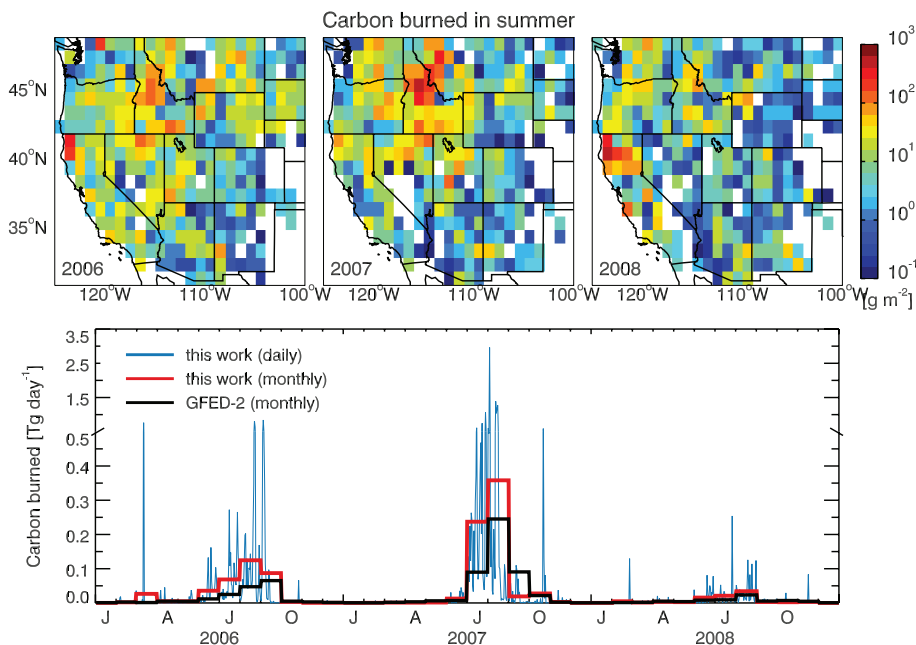 Carbon burned in summer
45°N
40°N
35°N
2006
2007
2008
120°W
110°W
100°W
120°W
110°W
100°W
120°W
110°W
100°W
10³
10²
10¹
10⁰
10⁻¹
[g m⁻²]
Carbon burned [Tg day⁻¹]
3.5
2.5
1.5
0.5
0.4
0.3
0.2
0.1
0.0
this work (daily)
this work (monthly)
GFED-2 (monthly)
J A J O J A J O J A J O
2006 2007 2008